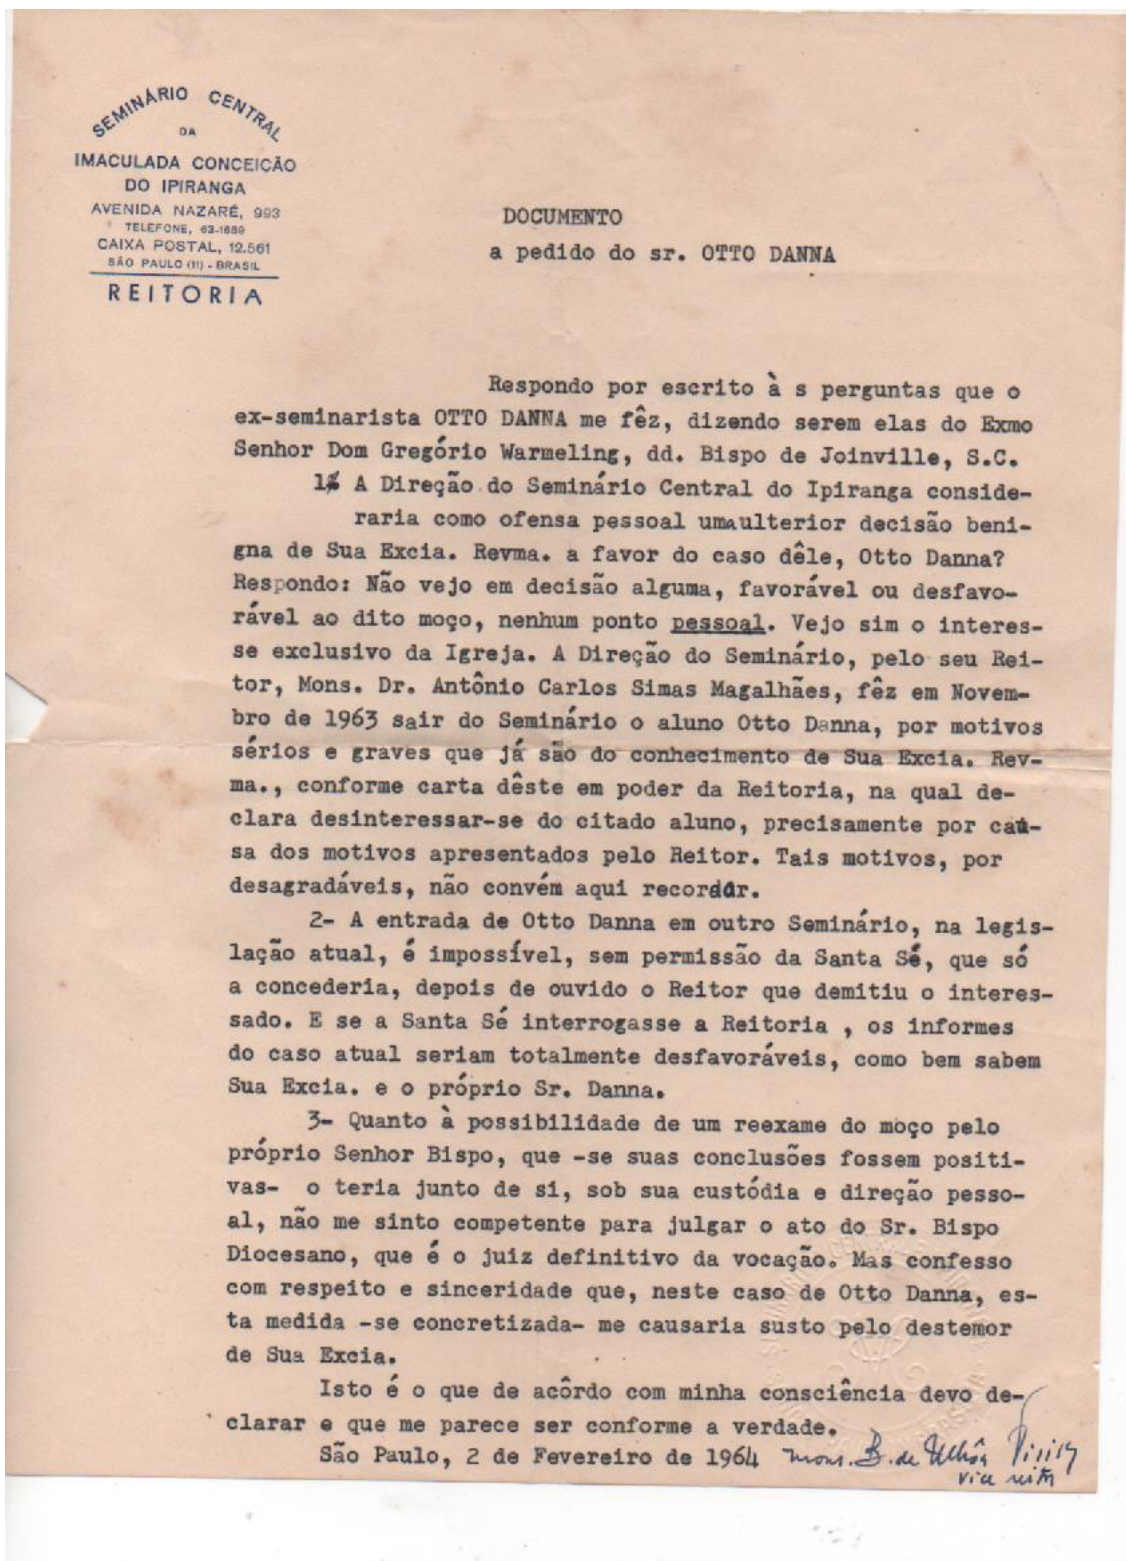 SEMINÁRIO CENTRAL
DA
IMACULADA CONCEIÇÃO
DO IPIRANGA
AVENIDA NAZARÉ, 993
TELEFONE, 63-1689
CAIXA POSTAL, 12.561
SÃO PAULO (11) - BRASIL
REITORIA
DOCUMENTO
a pedido do sr. OTTO DANNA
Respondo por escrito à s perguntas que o
ex-seminarista OTTO DANNA me fêz, dizendo serem elas do Exmo
Senhor Dom Gregório Warmeling, dd. Bispo de Joinville, S.C.
1 A Direção do Seminário Central do Ipiranga conside-
raria como ofensa pessoal uma ulterior decisão beni-
gna de Sua Excia. Revma. a favor do caso dêle, Otto Danna?
Respondo: Não vejo em decisão alguma, favorável ou desfavo-
rável ao dito moço, nenhum ponto pessoal. Vejo sim o interes-
se exclusivo da Igreja. A Direção do Seminário, pelo seu Rei-
tor, Mons. Dr. Antônio Carlos Simas Magalhães, fêz em Novem-
bro de 1963 sair do Seminário o aluno Otto Danna, por motivos
sérios e graves que já são do conhecimento de Sua Excia. Rev-
ma., conforme carta dêste em poder da Reitoria, na qual de-
clara desinteressar-se do citado aluno, precisamente por cau-
sa dos motivos apresentados pelo Reitor. Tais motivos, por
desagradáveis, não convém aqui recordar.
2- A entrada de Otto Danna em outro Seminário, na legis-
lação atual, é impossível, sem permissão da Santa Sé, que só
a concederia, depois de ouvido o Reitor que demitiu o interes-
sado. E se a Santa Sé interrogasse a Reitoria , os informes
do caso atual seriam totalmente desfavoráveis, como bem sabem
Sua Excia. e o próprio Sr. Danna.
3- Quanto à possibilidade de um reexame do moço pelo
próprio Senhor Bispo, que -se suas conclusões fossem positi-
vas- o teria junto de si, sob sua custódia e direção pesso-
al, não me sinto competente para julgar o ato do Sr. Bispo
Diocesano, que é o juiz definitivo da vocação. Mas confesso
com respeito e sinceridade que, neste caso de Otto Danna, es-
ta medida -se concretizada- me causaria susto pelo destemor
de Sua Excia.
Isto é o que de acôrdo com minha consciência devo de-
clarar e que me parece ser conforme a verdade.
São Paulo, 2 de Fevereiro de 1964 Mons. B. de Ulhôa
vice reitor